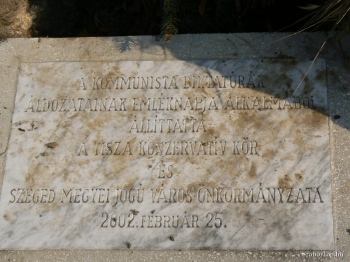 A KOMMUNISTA DIKTATÚRÁK
ÁLDOZATAINAK EMLÉKNAPJA ALKALMÁBÓL
ÁLLÍTTATTA
A TISZA KONZERVATÍV KÖR
ÉS
SZEGED MEGYEI JOGÚ VÁROS ÖNKORMÁNYZATA
2002. FEBRUÁR 25.